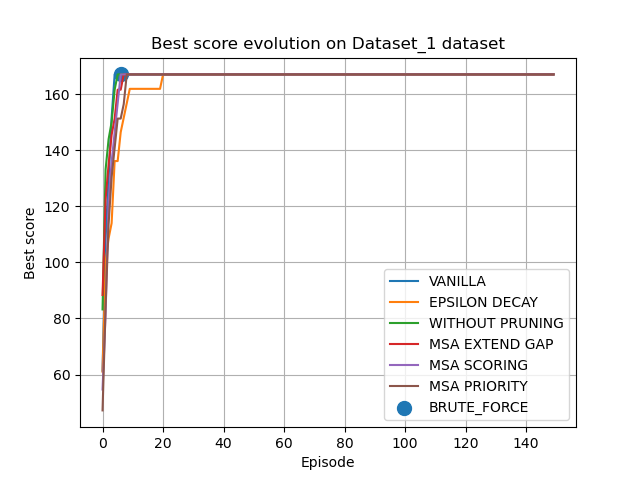 Best score evolution on Dataset_1 dataset
Best score
160
140
120
100
80
60
0
20
40
60
80
100
120
140
Episode
VANILLA
EPSILON DECAY
WITHOUT PRUNING
MSA EXTEND GAP
MSA SCORING
MSA PRIORITY
BRUTE_FORCE